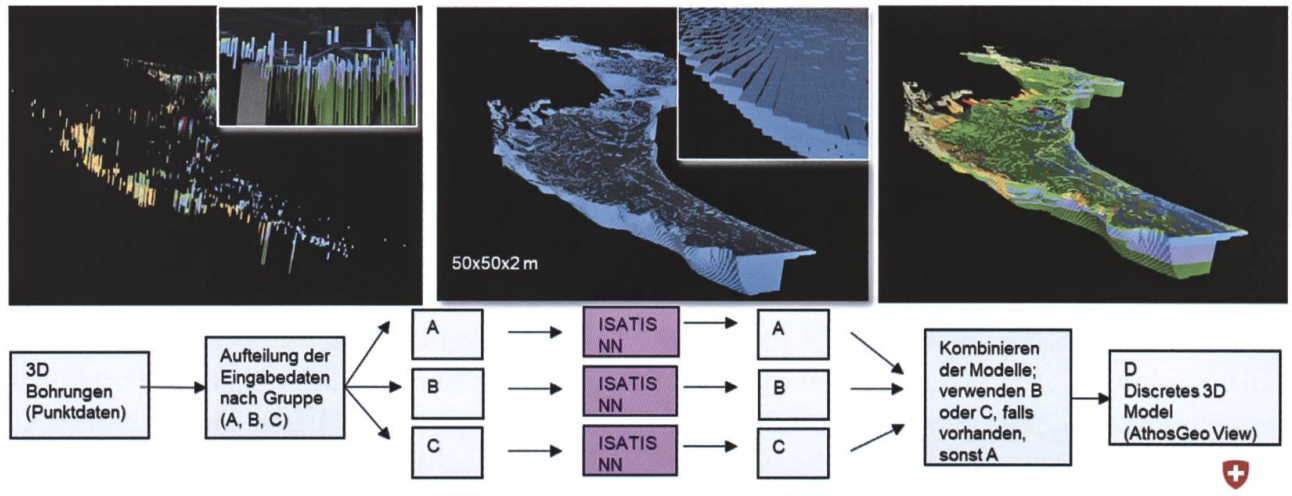 50x50x2 m
3D
Bohrungen
(Punktdaten)
Aufteilung der
Eingabedaten
nach Gruppe
(A, B, C)
A
B
C
ISATIS
NN
ISATIS
NN
ISATIS
NN
A
B
C
Kombinieren
der Modelle;
verwenden B
oder C, falls
vorhanden,
sonst A
D
Discretes 3D
Model
(AthosGeo View)